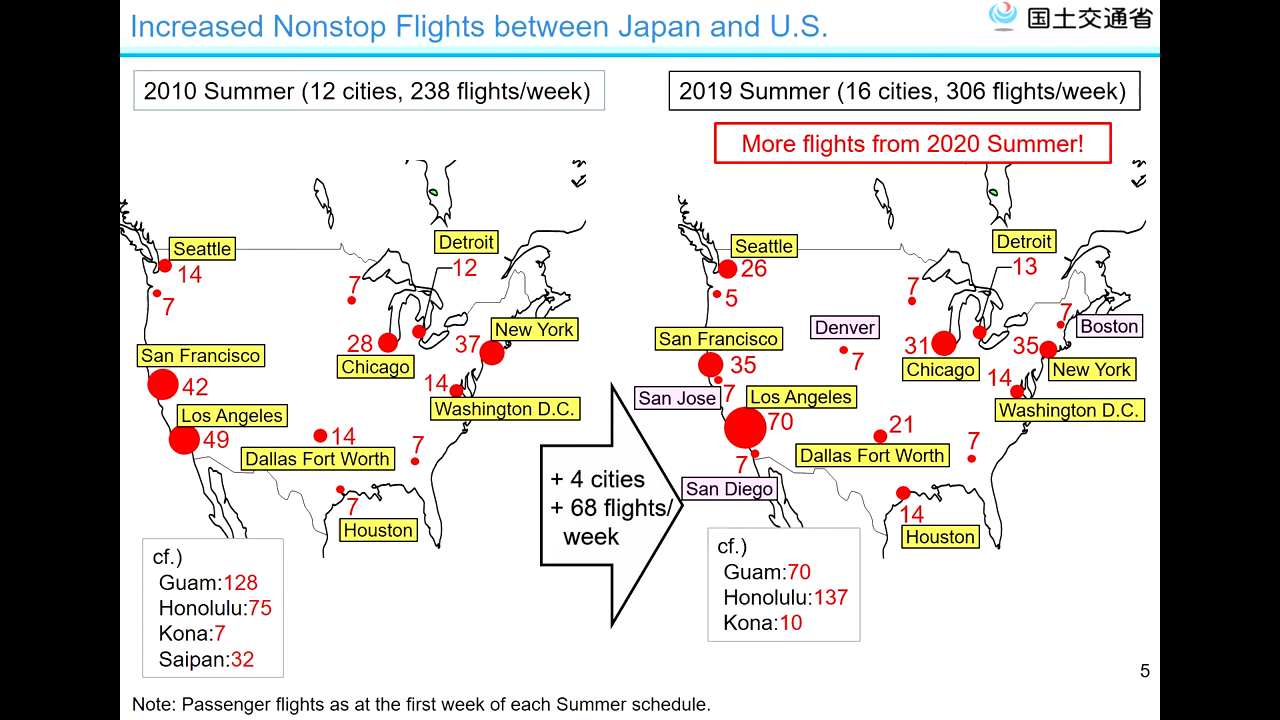 Increased Nonstop Flights between Japan and U.S.
国土交通省
2010 Summer (12 cities, 238 flights/week)
Seattle
14
7
Detroit
12
7
New York
37
28
Chicago
San Francisco
42
14
Washington D.C.
Los Angeles
49
14
Dallas Fort Worth
7
7
Houston
cf.)
Guam:128
Honolulu:75
Kona:7
Saipan:32
+ 4 cities
+ 68 flights/
week
2019 Summer (16 cities, 306 flights/week)
More flights from 2020 Summer!
Seattle
26
5
Detroit
13
7
7
Boston
Denver
7
San Francisco
35
31
Chicago
35
New York
7
San Jose
14
Washington D.C.
Los Angeles
70
21
Dallas Fort Worth
7
7
San Diego
14
Houston
cf.)
Guam:70
Honolulu:137
Kona:10
5
Note: Passenger flights as at the first week of each Summer schedule.